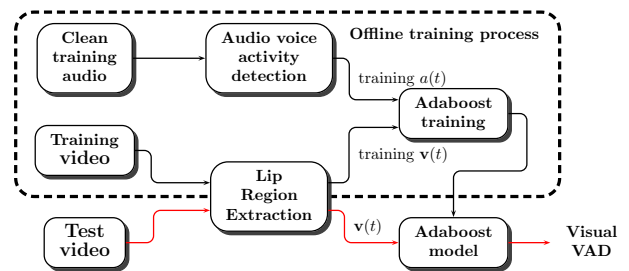 Clean
training
audio
Audio voice
activity
detection
Offline training process
training a(t)
Adaboost
training
Training
video
training v(t)
Lip
Region
Extraction
Test
video
v(t)
Adaboost
model
Visual
VAD